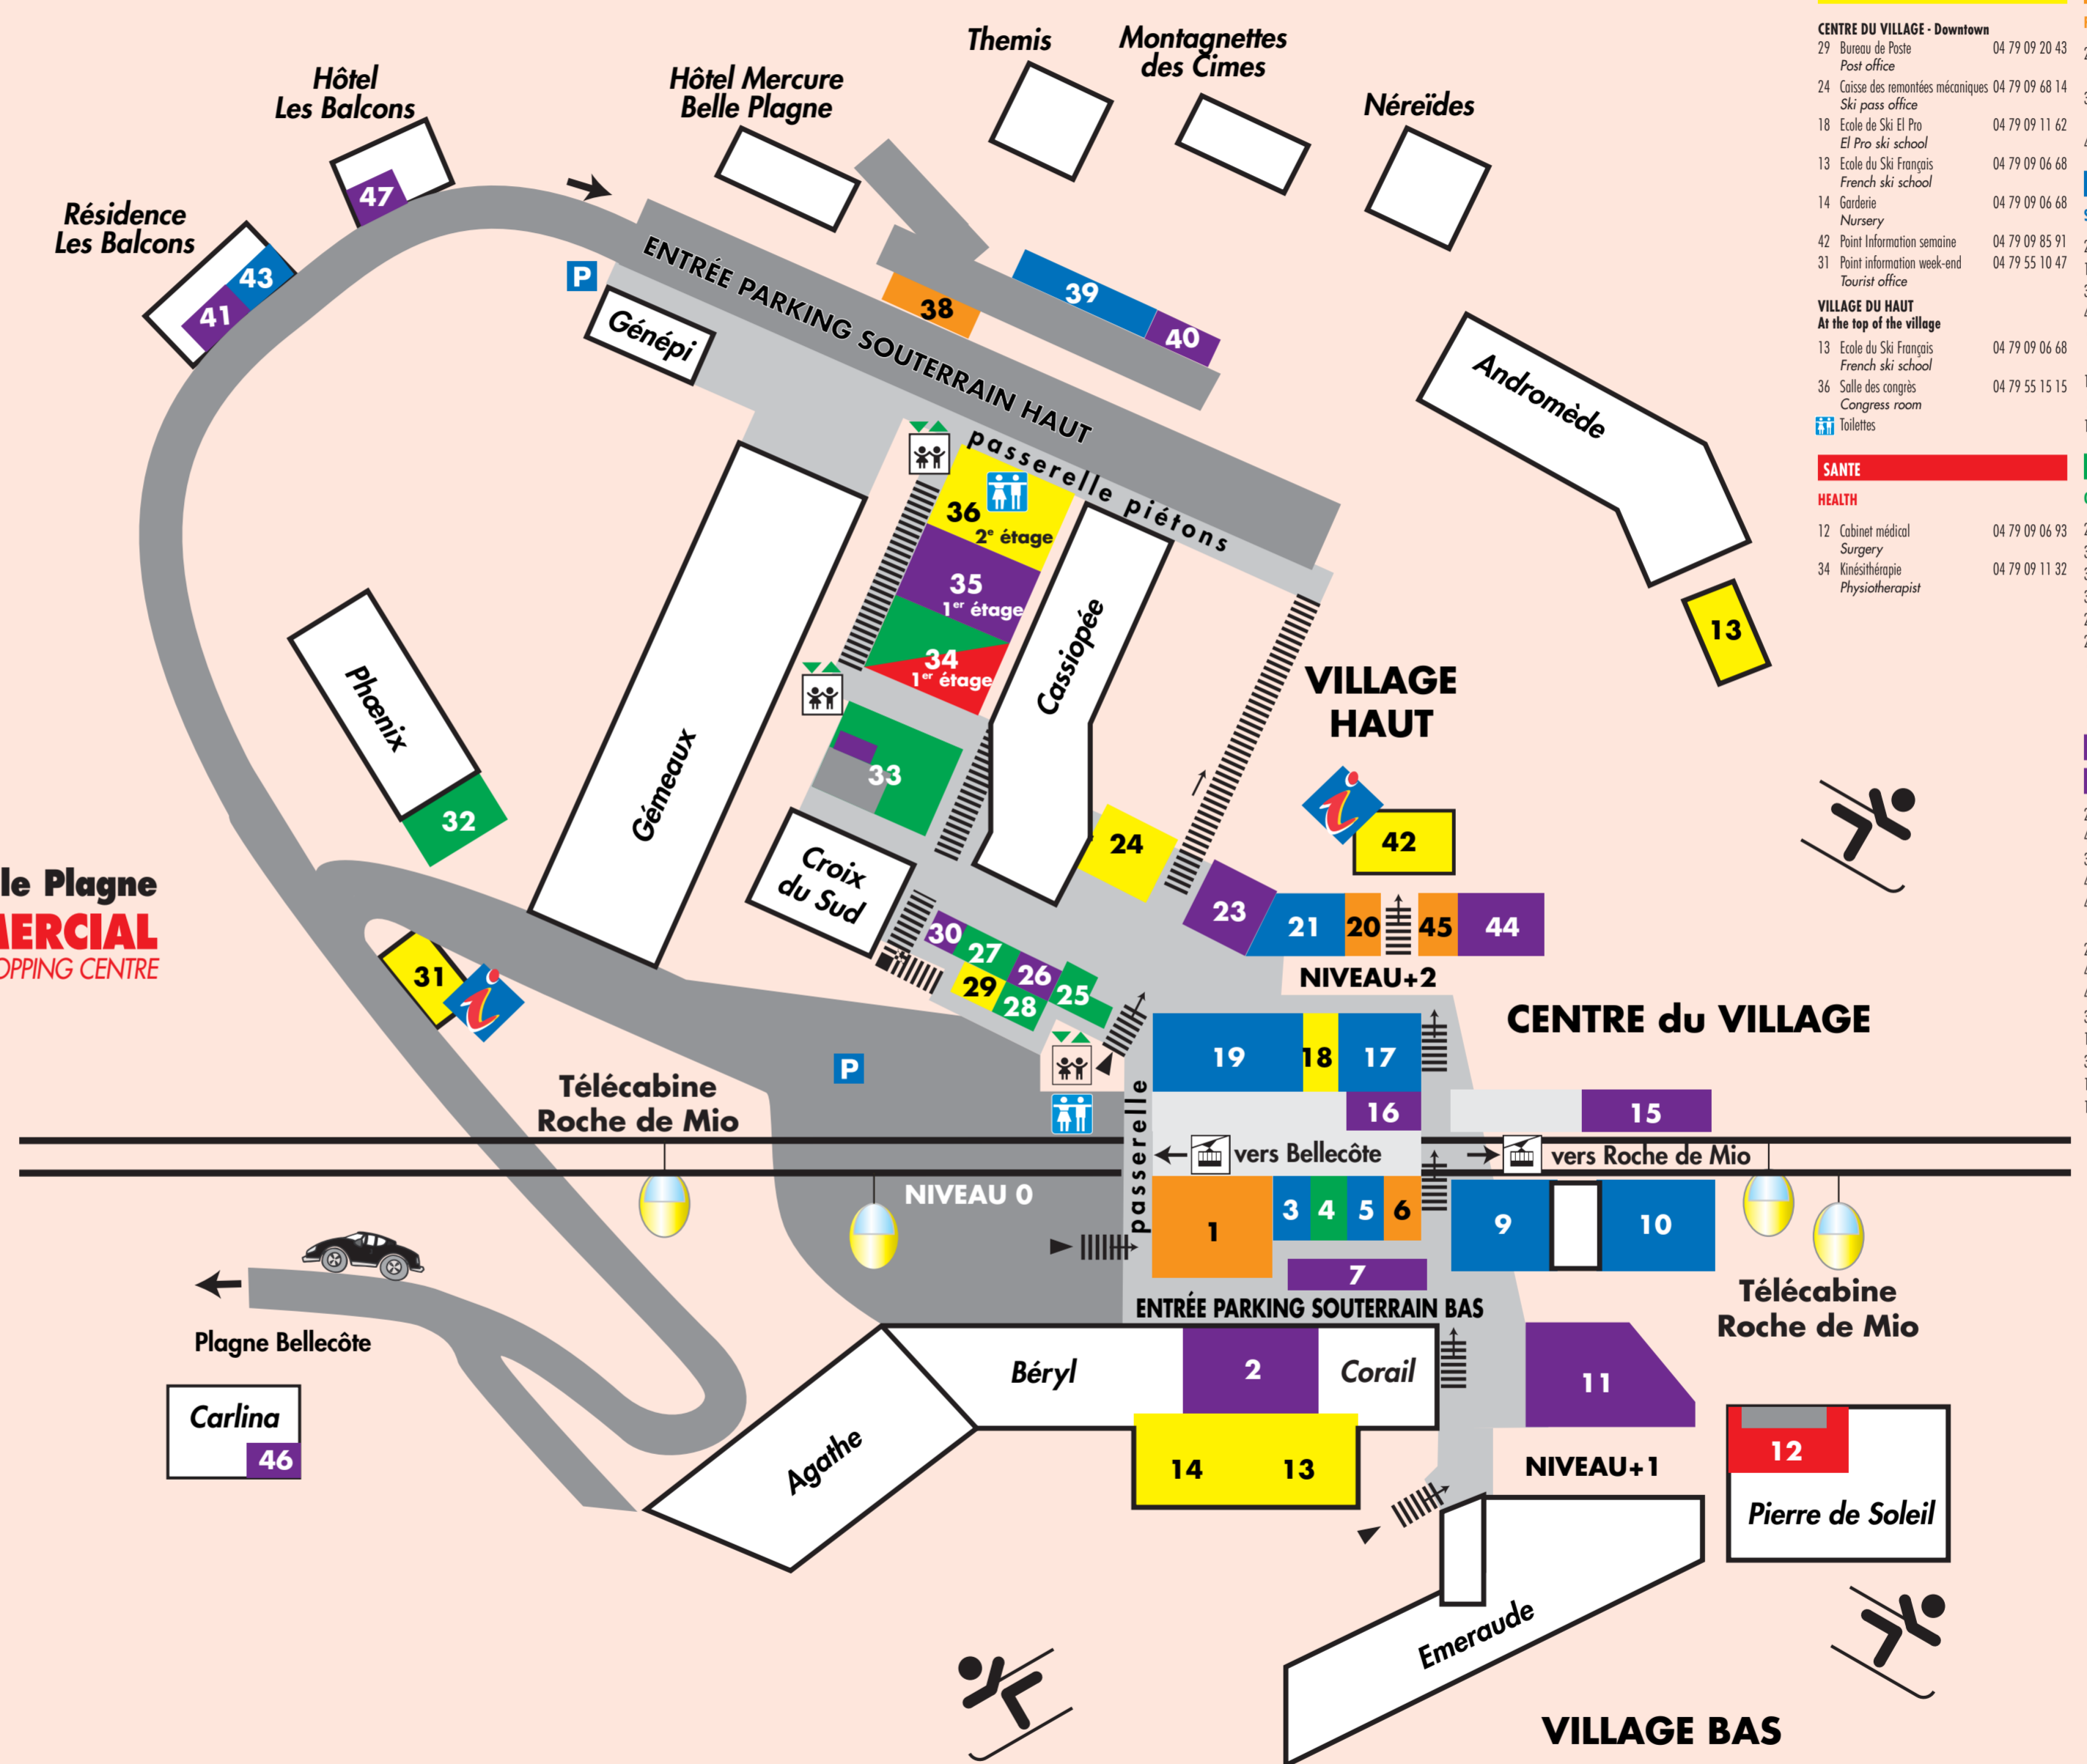 CENTRE DU VILLAGE - Downtown
29 Bureau de Poste 04 79 09 20 43
Post office
24 Caisse des remontées mécaniques 04 79 09 68 14
Ski pass office
18 Ecole de Ski El Pro 04 79 09 11 62
El Pro ski school
13 Ecole du Ski Français 04 79 09 06 68
French ski school
14 Garderie 04 79 09 06 68
Nursery
42 Point Information semaine 04 79 09 85 91
31 Point information week-end 04 79 55 10 47
Tourist office
VILLAGE DU HAUT
At the top of the village
13 Ecole du Ski Français 04 79 09 06 68
French ski school
36 Salle des congrès 04 79 55 15 15
Congress room
Toilettes
SANTE
HEALTH
12 Cabinet médical 04 79 09 06 93
Surgery
34 Kinésithérapie 04 79 09 11 32
Physiotherapist
Themis
Montagnettes
des Cimes
Hôtel
Les Balcons
Hôtel Mercure
Belle Plagne
Néreïdes
47
Résidence
Les Balcons
43
41
P
ENTRÉE PARKING SOUTERRAIN HAUT
38
39
40
Génépi
Andromède
passerelle piétons
36
2e étage
35
1er étage
34
1er étage
Cassiopée
13
Phœnix
32
Gémeaux
33
VILLAGE
HAUT
i
42
24
Croix
du Sud
le Plagne
MERCIAL
OPPING CENTRE
31
i
30
27
26
25
29
28
23
21
20
45
44
NIVEAU+2
CENTRE du VILLAGE
P
19
18
17
16
15
Télécabine
Roche de Mio
passerelle
vers Bellecôte
vers Roche de Mio
NIVEAU 0
1
3
4
5
6
7
9
10
ENTRÉE PARKING SOUTERRAIN BAS
Télécabine
Roche de Mio
Plagne Bellecôte
Carlina
46
Agathe
Béryl
2
Corail
14
13
11
NIVEAU+1
12
Pierre de Soleil
Emeraude
VILLAGE BAS